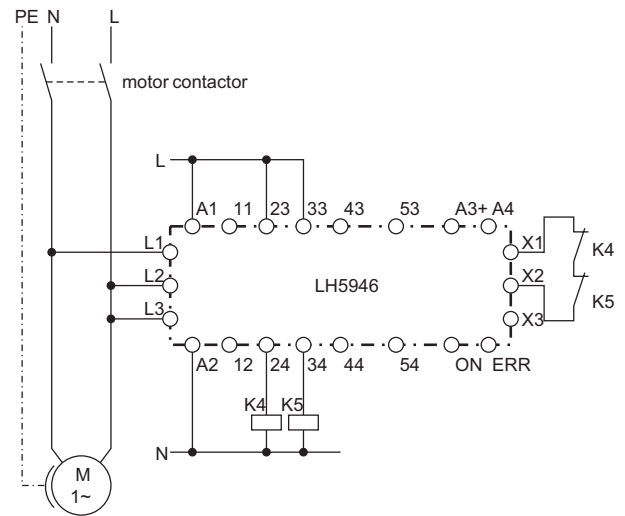 PE N L
motor contactor
L
A1 11 23 33 43 53 A3+ A4
L1 X1
K4
L2 LH5946 X2
K5
L3 X3
A2 12 24 34 44 54 ON ERR
K4 K5
N
M
1~